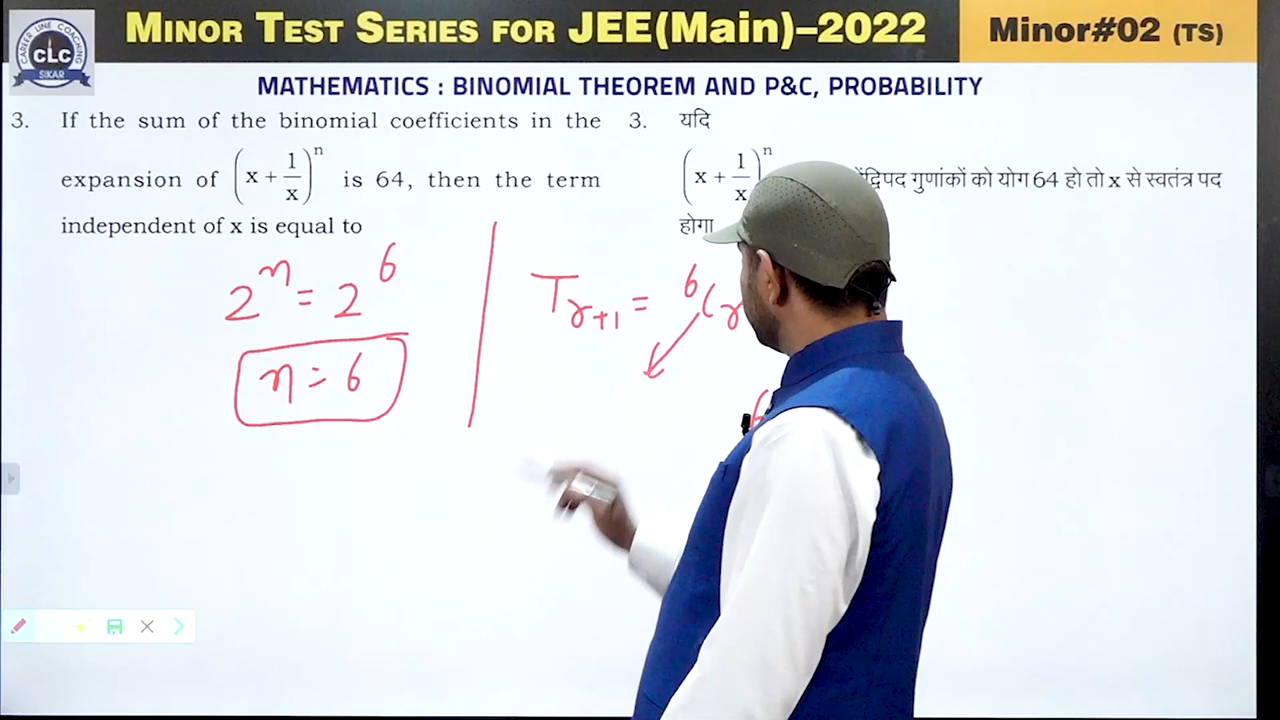 MINOR TEST SERIES FOR JEE(MAIN)–2022
Minor#02 (TS)
CAREER LINE COACHING
CLC
SIKAR
MATHEMATICS : BINOMIAL THEOREM AND P&C, PROBABILITY
3. If the sum of the binomial coefficients in the
expansion of (x + 1/x)^n is 64, then the term
independent of x is equal to
3. यदि
(x + 1/x)^n
गुणांकों को योग 64 हो तो x से स्वतंत्र पद
होगा
2^n = 2^6
n = 6
T_{r+1} = ^6C_r